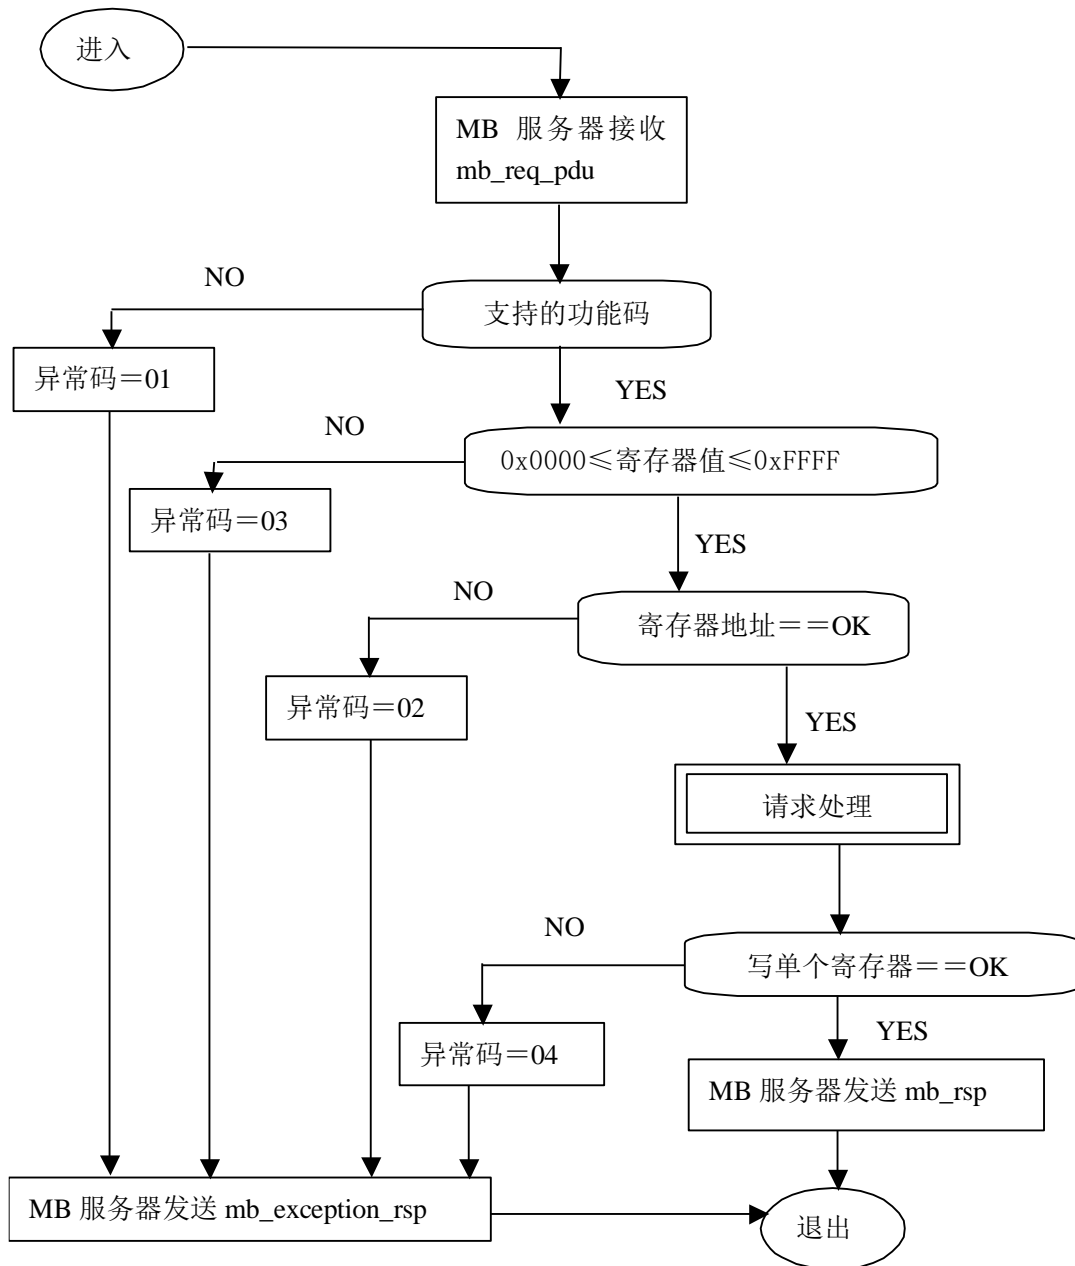 进入
MB 服务器接收
mb_req_pdu
NO
支持的功能码
异常码＝01
YES
NO
0x0000≤寄存器值≤0xFFFF
异常码＝03
YES
NO
寄存器地址＝＝OK
异常码＝02
YES
请求处理
NO
写单个寄存器＝＝OK
异常码＝04
YES
MB 服务器发送 mb_rsp
MB 服务器发送 mb_exception_rsp
退出